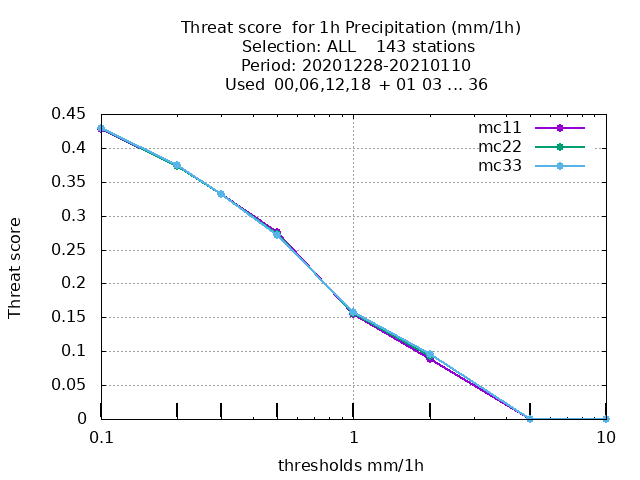 Threat score  for 1h Precipitation (mm/1h)
Selection: ALL    143 stations
Period: 20201228-20210110
Used  00,06,12,18  + 01 03 ... 36
0.45
0.4
0.35
0.3
0.25
0.2
0.15
0.1
0.05
0
Threat score
mc11
mc22
mc33
0.1
1
10
thresholds mm/1h